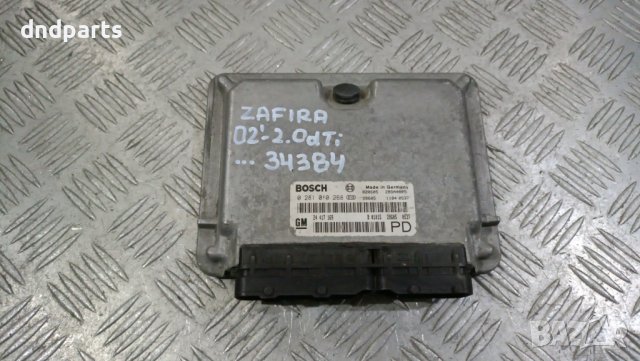 dndparts
ZAFIRA
02'-2.0dTi
... 34384
BOSCH
Made in Germany
0 281 010 268
GM
24 417 169
PD
BAZAR